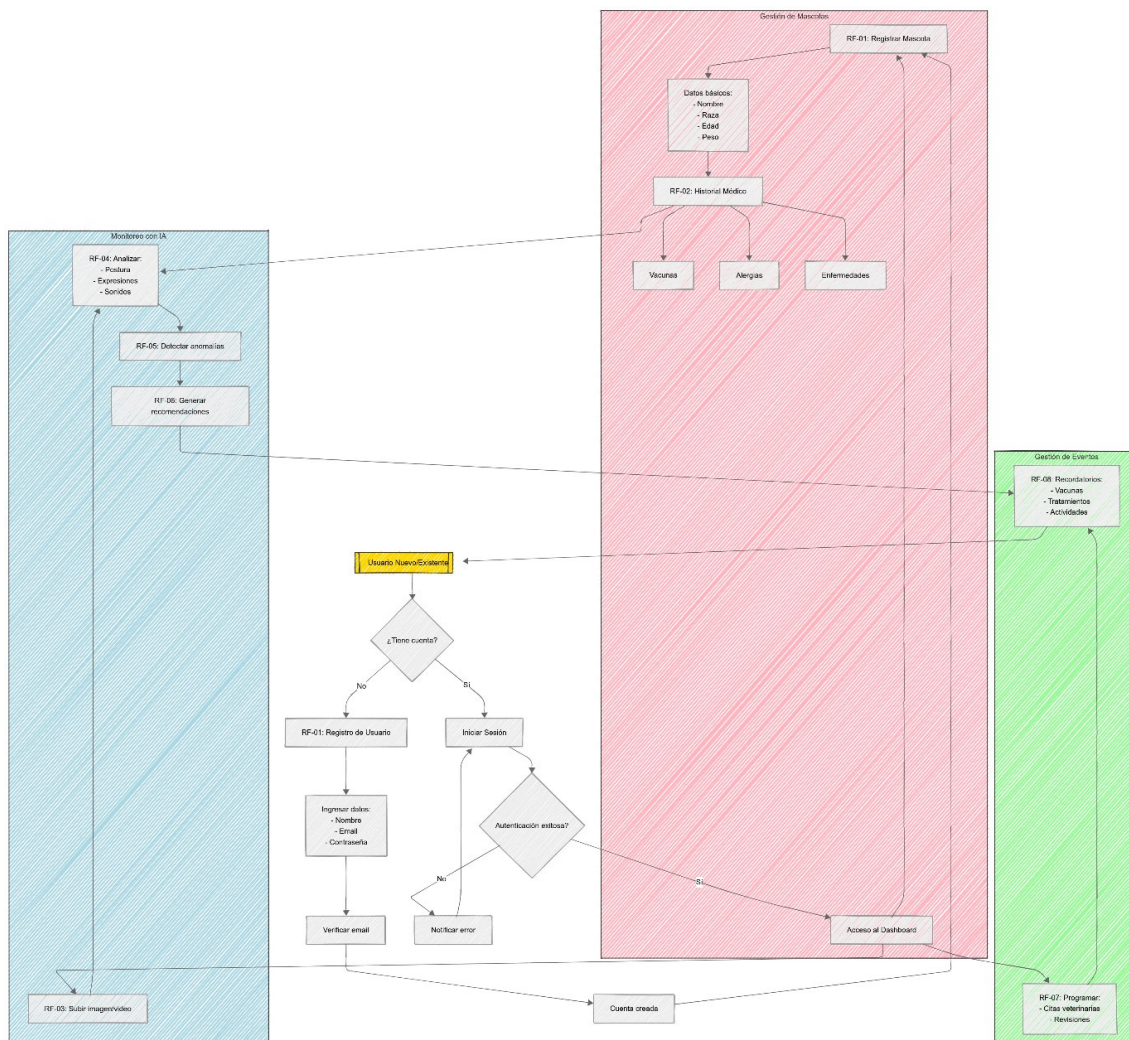 Gestión de Mascotas
RF-01: Registrar Mascota
Datos básicos:
- Nombre
- Raza
- Edad
- Peso
RF-02: Historial Médico
Vacunas
Alergias
Enfermedades
Monitoreo con IA
RF-04: Analizar:
- Postura
- Expresiones
- Sonidos
RF-05: Detectar anomalías
RF-06: Generar
recomendaciones
Gestión de Eventos
RF-08: Recordatorios:
- Vacunas
- Tratamientos
- Actividades
Usuario Nuevo/Existente
¿Tiene cuenta?
No
Sí
RF-01: Registro de Usuario
Iniciar Sesión
Ingresar datos:
- Nombre
- Email
- Contraseña
Autenticación exitosa?
No
Sí
Verificar email
Notificar error
Acceso al Dashboard
RF-03: Subir imagen/video
Cuenta creada
RF-07: Programar:
- Citas veterinarias
- Revisiones